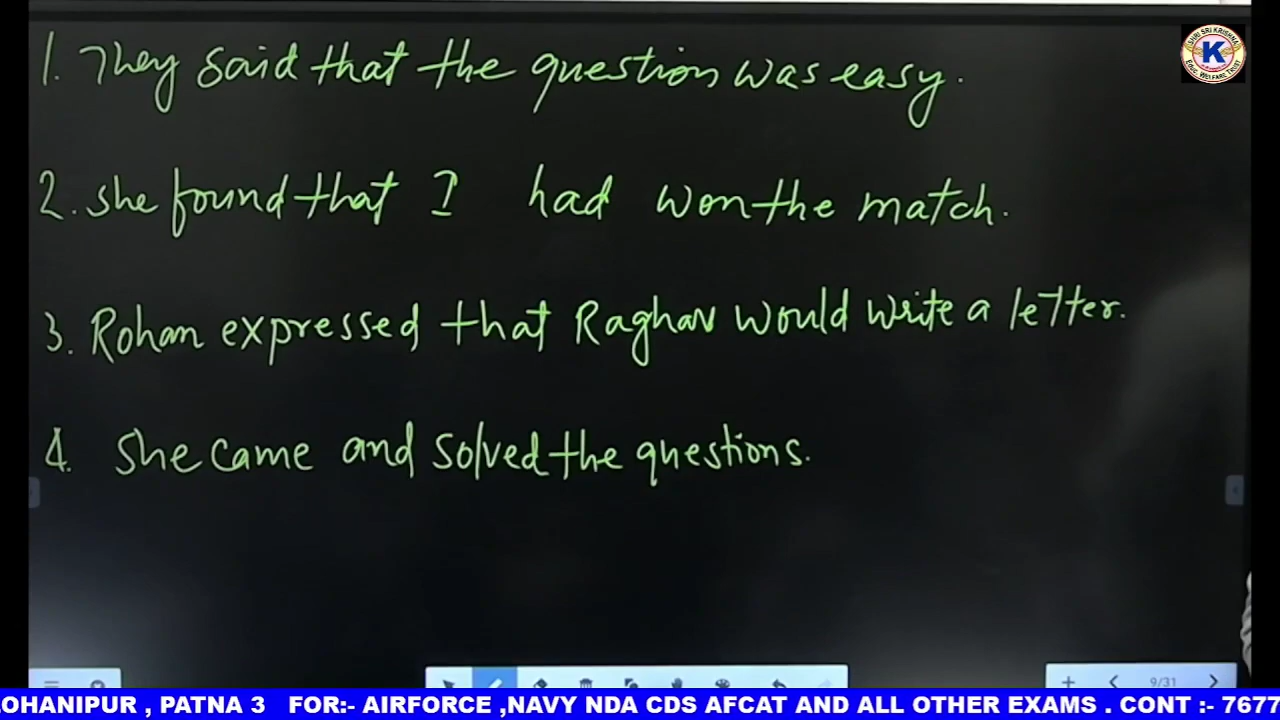 1. They said that the question was easy.
K
2. she found that I had won the match.
3. Rohan expressed that Raghav would write a letter.
4. She came and solved the questions.
9/31
OHANIPUR , PATNA 3 FOR:- AIRFORCE ,NAVY NDA CDS AFCAT AND ALL OTHER EXAMS . CONT :- 7677